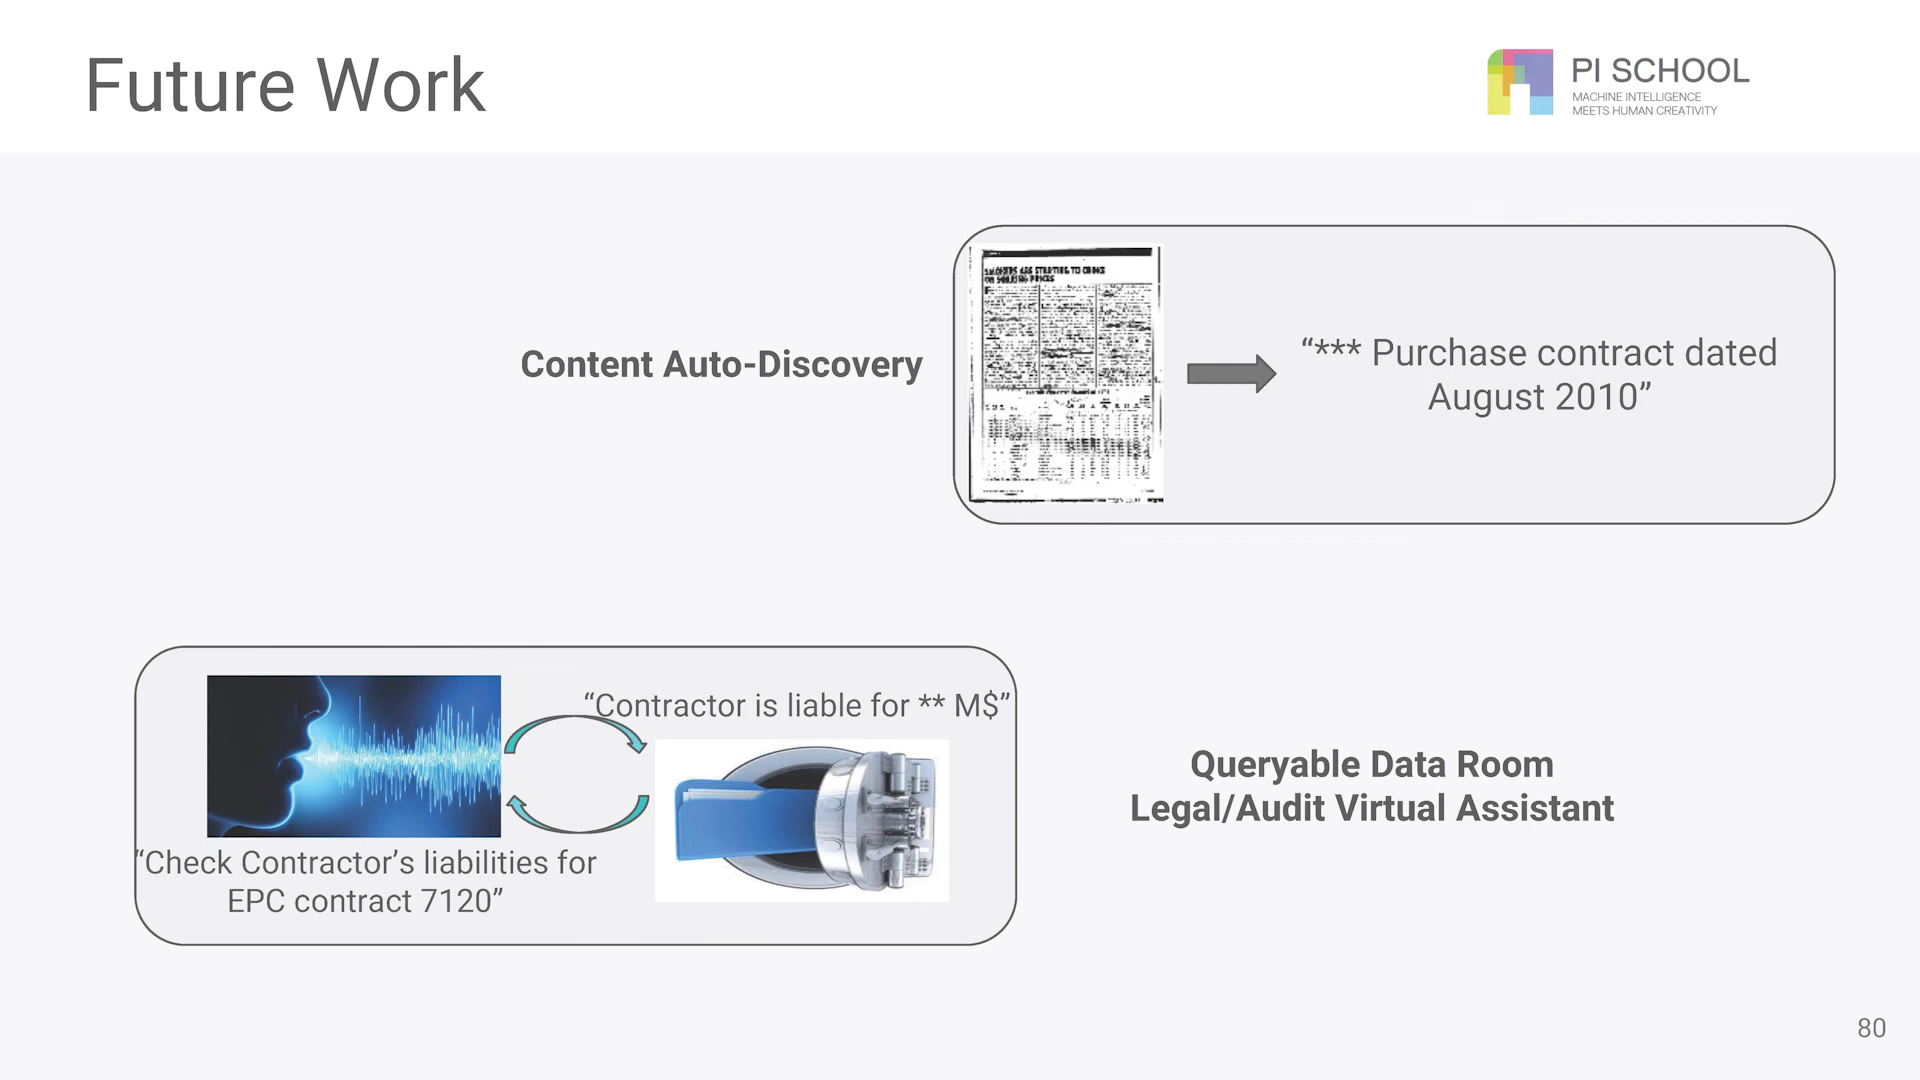 Future Work
PI SCHOOL
MACHINE INTELLIGENCE
MEETS HUMAN CREATIVITY
Content Auto-Discovery
“*** Purchase contract dated
August 2010”
“Contractor is liable for ** M$”
“Check Contractor’s liabilities for
EPC contract 7120”
Queryable Data Room
Legal/Audit Virtual Assistant
80